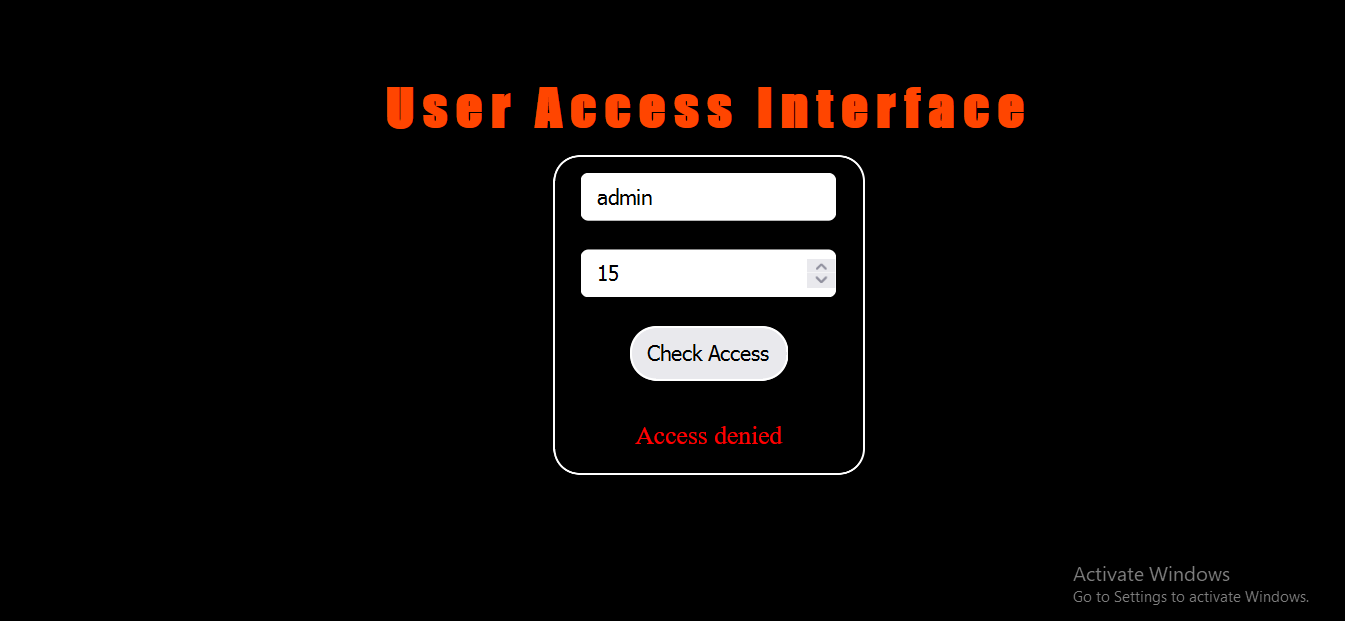 User Access Interface
admin
15
Check Access
Access denied
Activate Windows
Go to Settings to activate Windows.